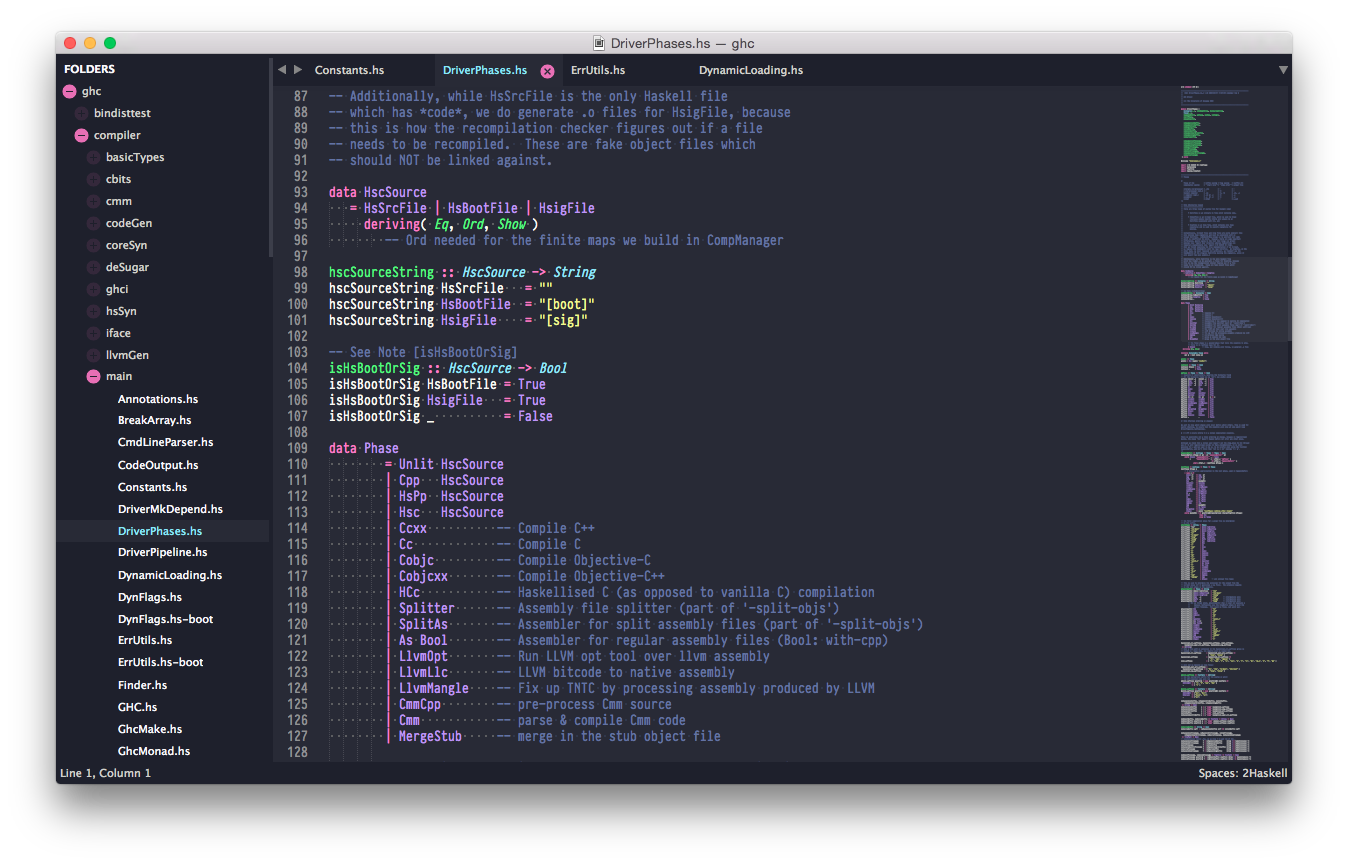 DriverPhases.hs — ghc
FOLDERS
ghc
bindisttest
compiler
basicTypes
cbits
cmm
codeGen
coreSyn
deSugar
ghci
hsSyn
iface
llvmGen
main
Annotations.hs
BreakArray.hs
CmdLineParser.hs
CodeOutput.hs
Constants.hs
DriverMkDepend.hs
DriverPhases.hs
DriverPipeline.hs
DynamicLoading.hs
DynFlags.hs
DynFlags.hs-boot
ErrUtils.hs
ErrUtils.hs-boot
Finder.hs
GHC.hs
GhcMake.hs
GhcMonad.hs
Constants.hs DriverPhases.hs ErrUtils.hs DynamicLoading.hs
87 -- Additionally, while HsSrcFile is the only Haskell file
88 -- which has *code*, we do generate .o files for HsigFile, because
89 -- this is how the recompilation checker figures out if a file
90 -- needs to be recompiled.  These are fake object files which
91 -- should NOT be linked against.
92
93 data HscSource
94    = HsSrcFile | HsBootFile | HsigFile
95      deriving( Eq, Ord, Show )
96         -- Ord needed for the finite maps we build in CompManager
97
98 hscSourceString :: HscSource -> String
99 hscSourceString HsSrcFile   = ""
100 hscSourceString HsBootFile  = "[boot]"
101 hscSourceString HsigFile    = "[sig]"
102
103 -- See Note [isHsBootOrSig]
104 isHsBootOrSig :: HscSource -> Bool
105 isHsBootOrSig HsBootFile = True
106 isHsBootOrSig HsigFile   = True
107 isHsBootOrSig _          = False
108
109 data Phase
110         = Unlit HscSource
111         | Cpp   HscSource
112         | HsPp  HscSource
113         | Hsc   HscSource
114         | Ccxx          -- Compile C++
115         | Cc            -- Compile C
116         | Cobjc         -- Compile Objective-C
117         | Cobjcxx       -- Compile Objective-C++
118         | HCc           -- Haskellised C (as opposed to vanilla C) compilation
119         | Splitter      -- Assembly file splitter (part of '-split-objs')
120         | SplitAs       -- Assembler for split assembly files (part of '-split-objs')
121         | As Bool       -- Assembler for regular assembly files (Bool: with-cpp)
122         | LlvmOpt       -- Run LLVM opt tool over llvm assembly
123         | LlvmLlc       -- LLVM bitcode to native assembly
124         | LlvmMangle    -- Fix up TNTC by processing assembly produced by LLVM
125         | CmmCpp        -- pre-process Cmm source
126         | Cmm           -- parse & compile Cmm code
127         | MergeStub     -- merge in the stub object file
128
Line 1, Column 1
Spaces: 2Haskell